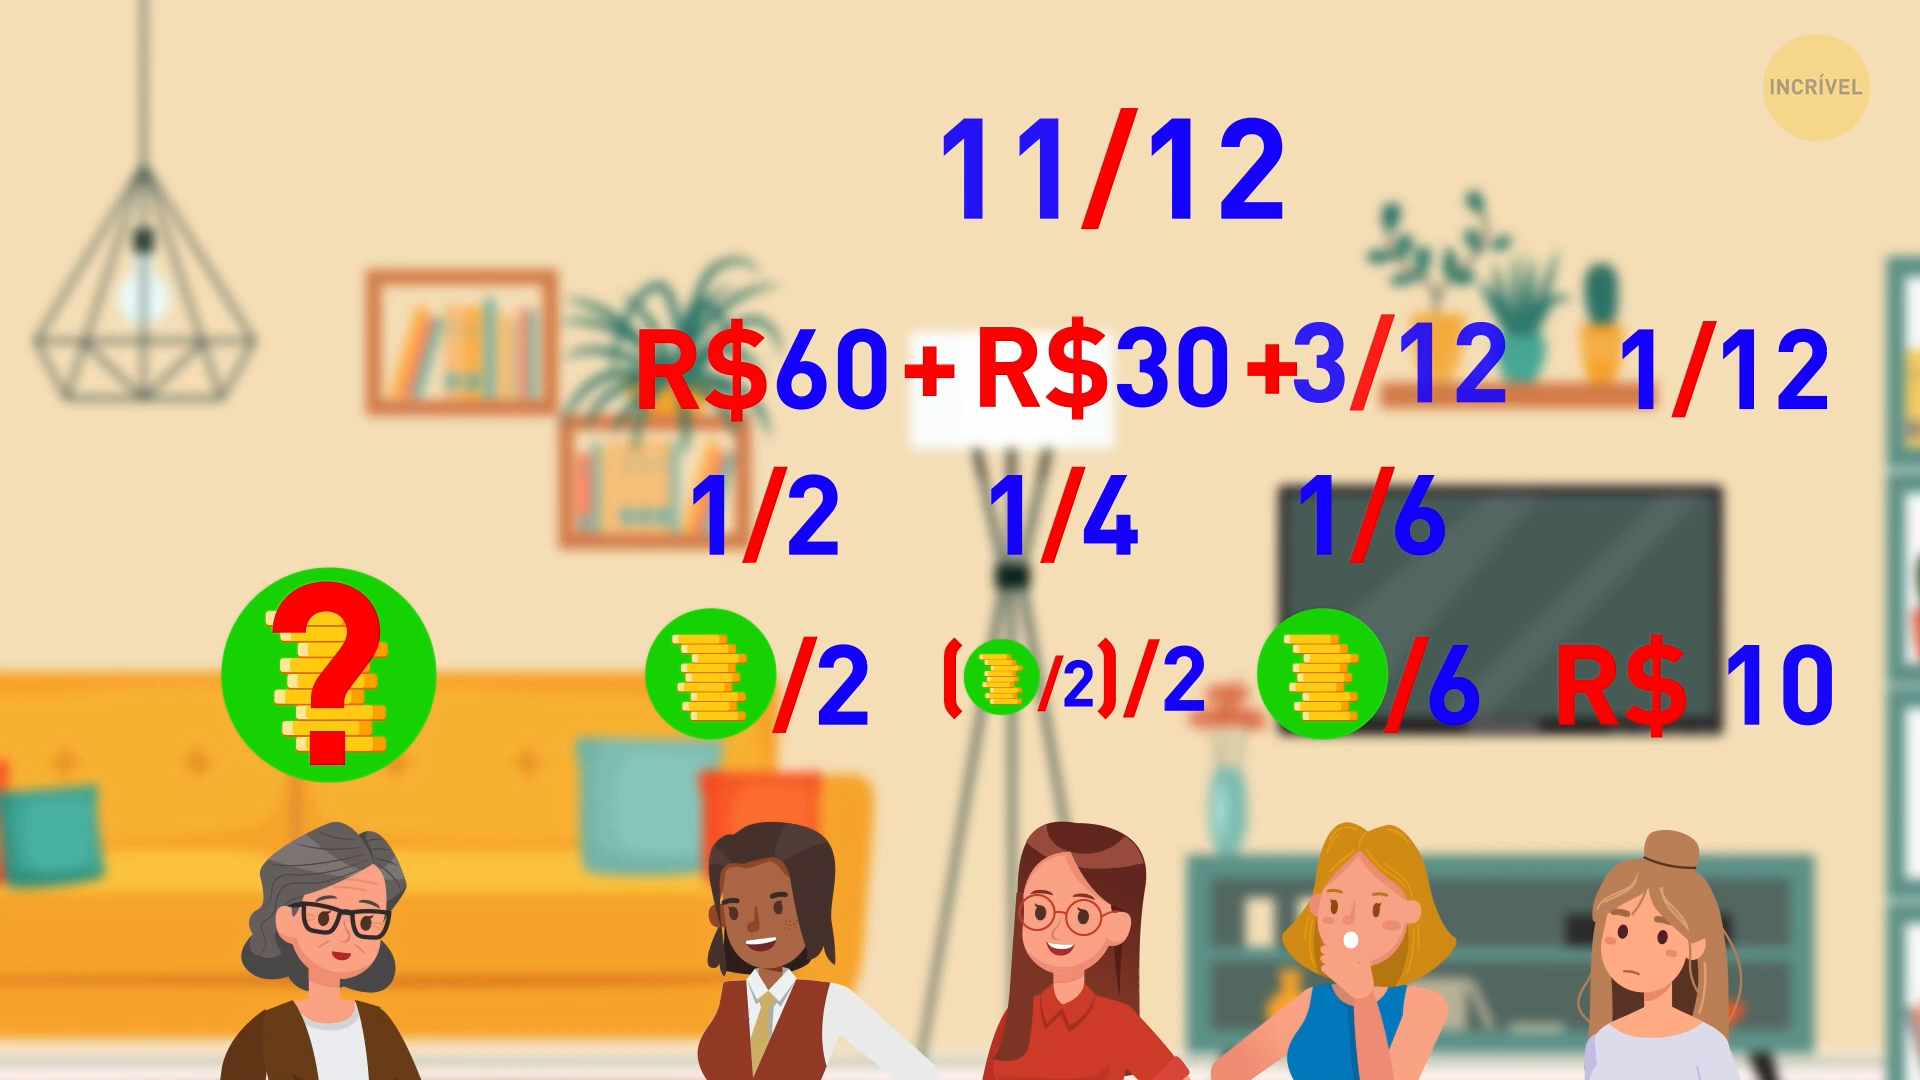 INCRÍVEL
11/12
R$60 + R$30 +3/12 1/12
1/2 1/4 1/6
? /2 ( /2)/2 /6 R$ 10